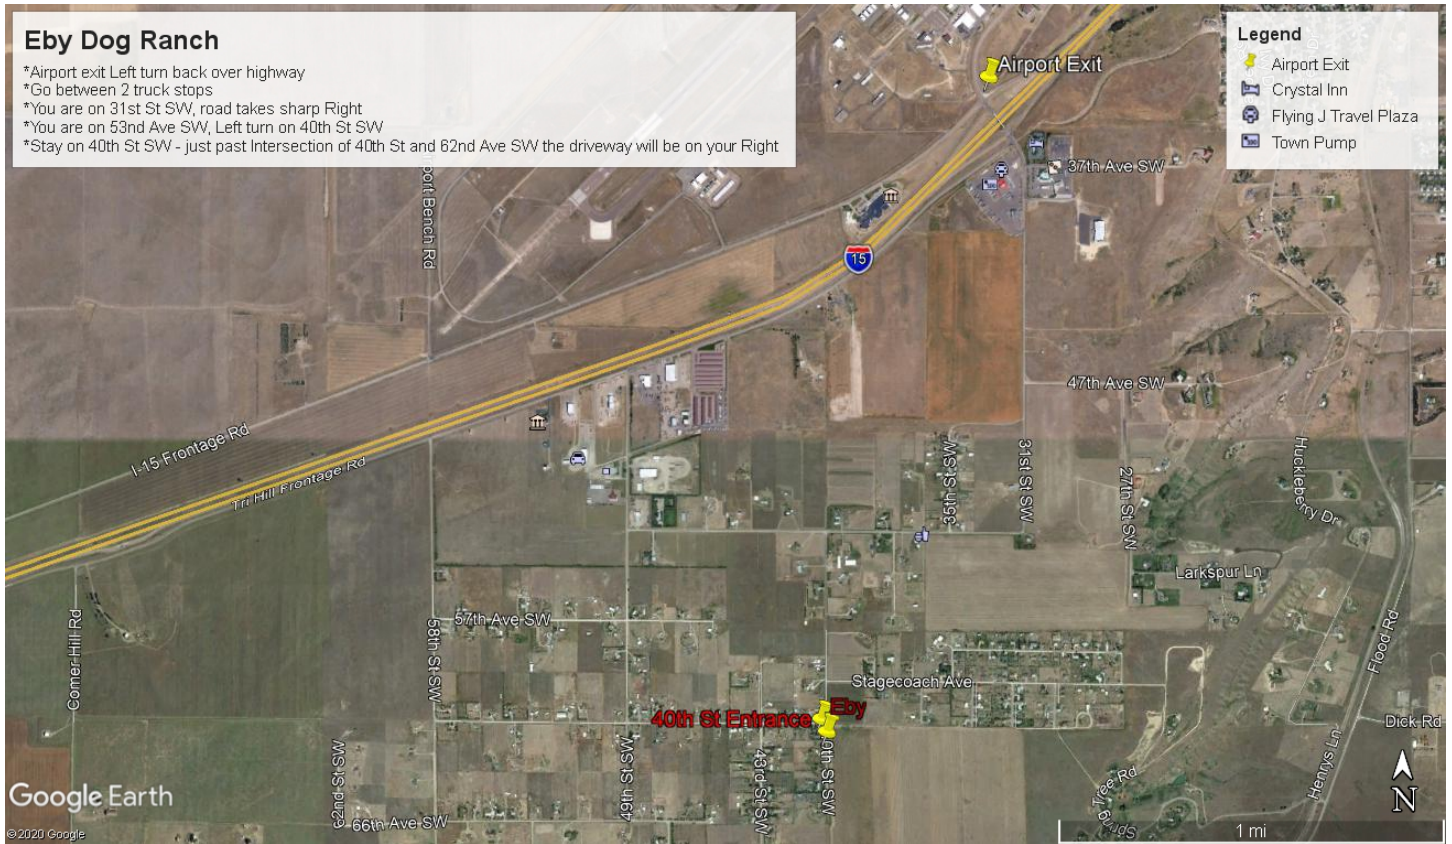 Eby Dog Ranch
*Airport exit Left turn back over highway
*Go between 2 truck stops
*You are on 31st St SW, road takes sharp Right
*You are on 53nd Ave SW, Left turn on 40th St SW
*Stay on 40th St SW - just past Intersection of 40th St and 62nd Ave SW the driveway will be on your Right
Legend
Airport Exit
Crystal Inn
Flying J Travel Plaza
Town Pump
Airport Exit
37th Ave SW
port Bench Rd
15
47th Ave SW
I-15 Frontage Rd
Tri Hill Frontage Rd
35th St SW
31st St SW
27th St SW
Huckleberry Dr
Larkspur Ln
57th Ave SW
58th St SW
Comer Hill Rd
Flood Rd
Stagecoach Ave
Eby
40th St Entrance
Dick Rd
62nd St SW
49th St SW
43rd St SW
0th St SW
Spring Tree Rd
Henrys Ln
66th Ave SW
Google Earth
N
©2020 Google
1 mi